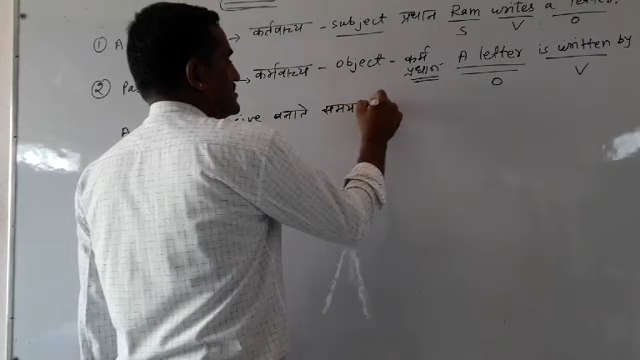 ① A → कर्तवाच्य - subject प्रधान Ram writes a
S V O
② Pa → कर्मवाच्य - object - कर्म प्रधान A letter is written by
O V
A ive बनाते समय